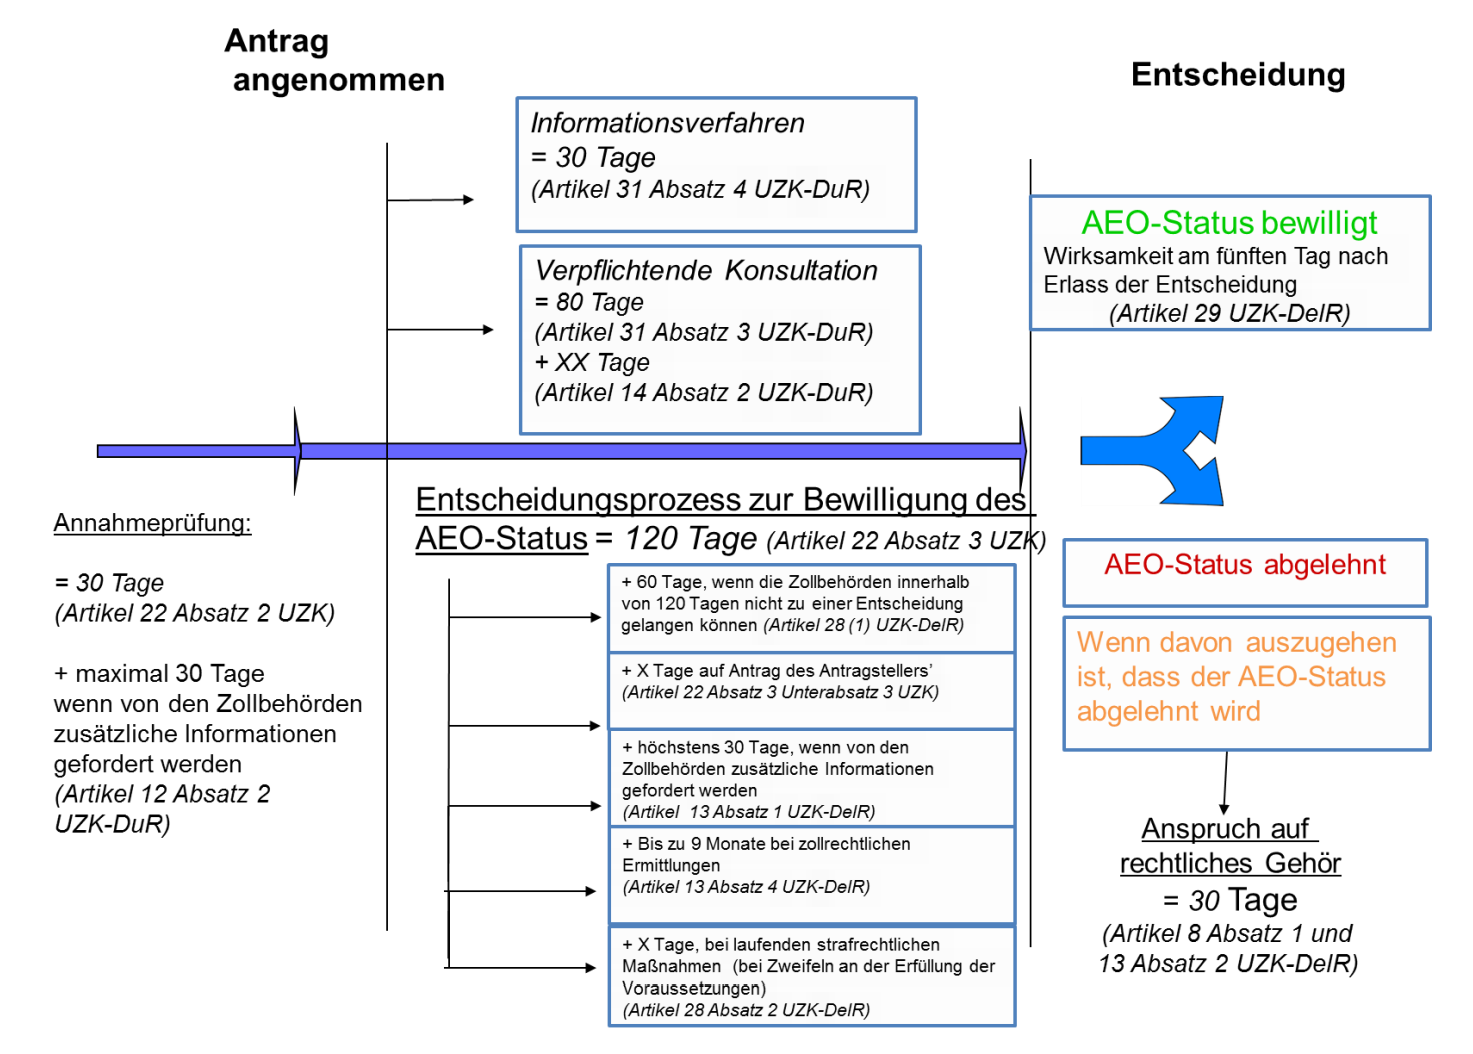 Antrag
angenommen
Entscheidung
Informationsverfahren
= 30 Tage
(Artikel 31 Absatz 4 UZK-DuR)
Verpflichtende Konsultation
= 80 Tage
(Artikel 31 Absatz 3 UZK-DuR)
+ XX Tage
(Artikel 14 Absatz 2 UZK-DuR)
AEO-Status bewilligt
Wirksamkeit am fünften Tag nach
Erlass der Entscheidung
(Artikel 29 UZK-DelR)
Annahmeprüfung:
= 30 Tage
(Artikel 22 Absatz 2 UZK)
+ maximal 30 Tage
wenn von den Zollbehörden
zusätzliche Informationen
gefordert werden
(Artikel 12 Absatz 2
UZK-DuR)
Entscheidungsprozess zur Bewilligung des
AEO-Status = 120 Tage (Artikel 22 Absatz 3 UZK)
+ 60 Tage, wenn die Zollbehörden innerhalb
von 120 Tagen nicht zu einer Entscheidung
gelangen können (Artikel 28 (1) UZK-DelR)
+ X Tage auf Antrag des Antragstellers’
(Artikel 22 Absatz 3 Unterabsatz 3 UZK)
+ höchstens 30 Tage, wenn von den
Zollbehörden zusätzliche Informationen
gefordert werden
(Artikel 13 Absatz 1 UZK-DelR)
+ Bis zu 9 Monate bei zollrechtlichen
Ermittlungen
(Artikel 13 Absatz 4 UZK-DelR)
+ X Tage, bei laufenden strafrechtlichen
Maßnahmen (bei Zweifeln an der Erfüllung der
Voraussetzungen)
(Artikel 28 Absatz 2 UZK-DelR)
AEO-Status abgelehnt
Wenn davon auszugehen
ist, dass der AEO-Status
abgelehnt wird
Anspruch auf
rechtliches Gehör
= 30 Tage
(Artikel 8 Absatz 1 und
13 Absatz 2 UZK-DelR)